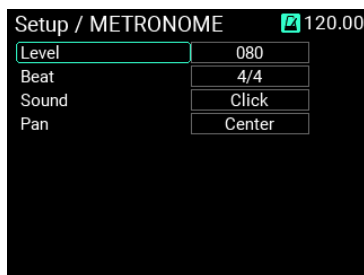 Setup / METRONOME 120.00
Level 080
Beat 4/4
Sound Click
Pan Center